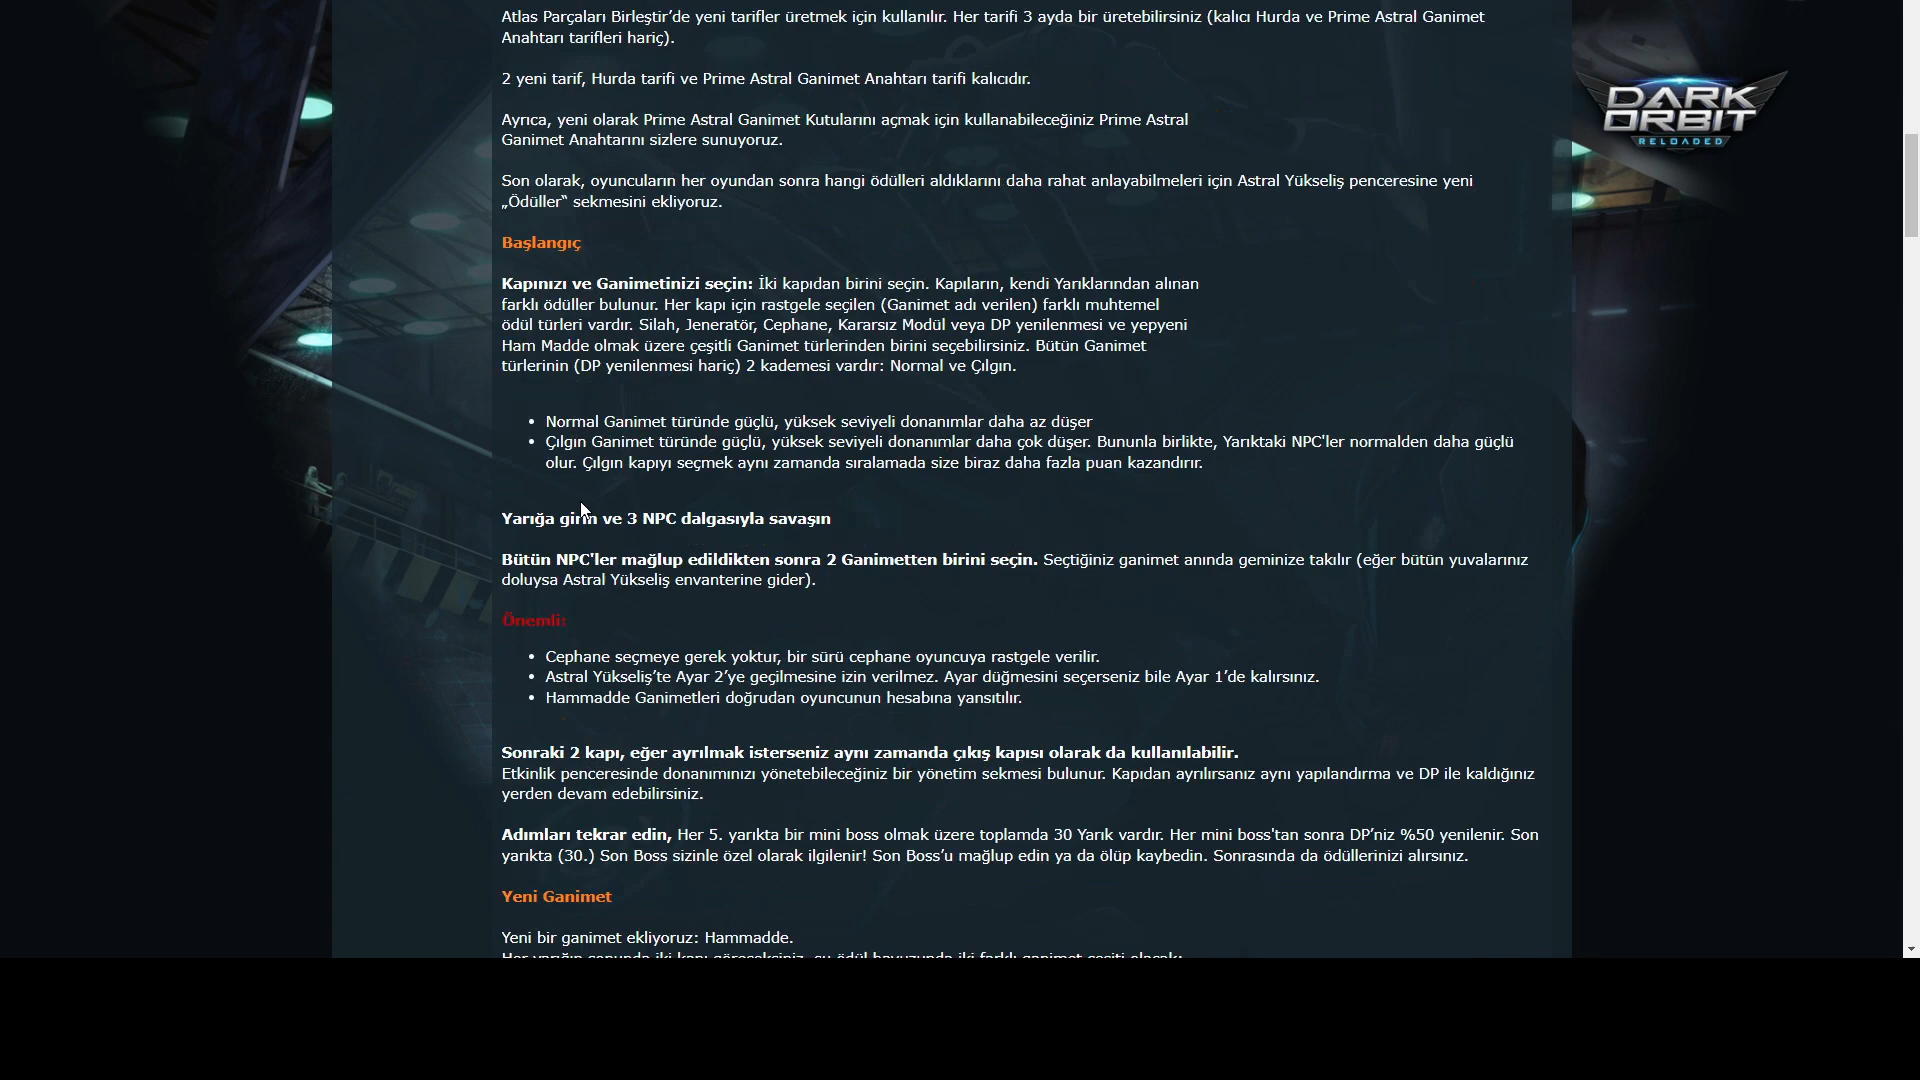 Atlas Parçaları Birleştir’de yeni tarifler üretmek için kullanılır. Her tarifi 3 ayda bir üretebilirsiniz (kalıcı Hurda ve Prime Astral Ganimet
Anahtarı tarifleri hariç).
2 yeni tarif, Hurda tarifi ve Prime Astral Ganimet Anahtarı tarifi kalıcıdır.
Ayrıca, yeni olarak Prime Astral Ganimet Kutularını açmak için kullanabileceğiniz Prime Astral
Ganimet Anahtarını sizlere sunuyoruz.
Son olarak, oyuncuların her oyundan sonra hangi ödülleri aldıklarını daha rahat anlayabilmeleri için Astral Yükseliş penceresine yeni
„Ödüller“ sekmesini ekliyoruz.
Başlangıç
Kapınızı ve Ganimetinizi seçin: İki kapıdan birini seçin. Kapıların, kendi Yarıklarından alınan
farklı ödüller bulunur. Her kapı için rastgele seçilen (Ganimet adı verilen) farklı muhtemel
ödül türleri vardır. Silah, Jeneratör, Cephane, Kararsız Modül veya DP yenilenmesi ve yepyeni
Ham Madde olmak üzere çeşitli Ganimet türlerinden birini seçebilirsiniz. Bütün Ganimet
türlerinin (DP yenilenmesi hariç) 2 kademesi vardır: Normal ve Çılgın.
• Normal Ganimet türünde güçlü, yüksek seviyeli donanımlar daha az düşer
• Çılgın Ganimet türünde güçlü, yüksek seviyeli donanımlar daha çok düşer. Bununla birlikte, Yarıktaki NPC'ler normalden daha güçlü
olur. Çılgın kapıyı seçmek aynı zamanda sıralamada size biraz daha fazla puan kazandırır.
Yarığa girin ve 3 NPC dalgasıyla savaşın
Bütün NPC'ler mağlup edildikten sonra 2 Ganimetten birini seçin. Seçtiğiniz ganimet anında geminize takılır (eğer bütün yuvalarınız
doluysa Astral Yükseliş envanterine gider).
Önemli:
• Cephane seçmeye gerek yoktur, bir sürü cephane oyuncuya rastgele verilir.
• Astral Yükseliş’te Ayar 2’ye geçilmesine izin verilmez. Ayar düğmesini seçerseniz bile Ayar 1’de kalırsınız.
• Hammadde Ganimetleri doğrudan oyuncunun hesabına yansıtılır.
Sonraki 2 kapı, eğer ayrılmak isterseniz aynı zamanda çıkış kapısı olarak da kullanılabilir.
Etkinlik penceresinde donanımınızı yönetebileceğiniz bir yönetim sekmesi bulunur. Kapıdan ayrılırsanız aynı yapılandırma ve DP ile kaldığınız
yerden devam edebilirsiniz.
Adımları tekrar edin, Her 5. yarıkta bir mini boss olmak üzere toplamda 30 Yarık vardır. Her mini boss'tan sonra DP’niz %50 yenilenir. Son
yarıkta (30.) Son Boss sizinle özel olarak ilgilenir! Son Boss’u mağlup edin ya da ölüp kaybedin. Sonrasında da ödüllerinizi alırsınız.
Yeni Ganimet
Yeni bir ganimet ekliyoruz: Hammadde.
Her yarığın sonunda iki kapı göreceksiniz, şu ödül havuzunda iki farklı ganimet çeşiti olacak:
DARK
ORBIT
RELOADED